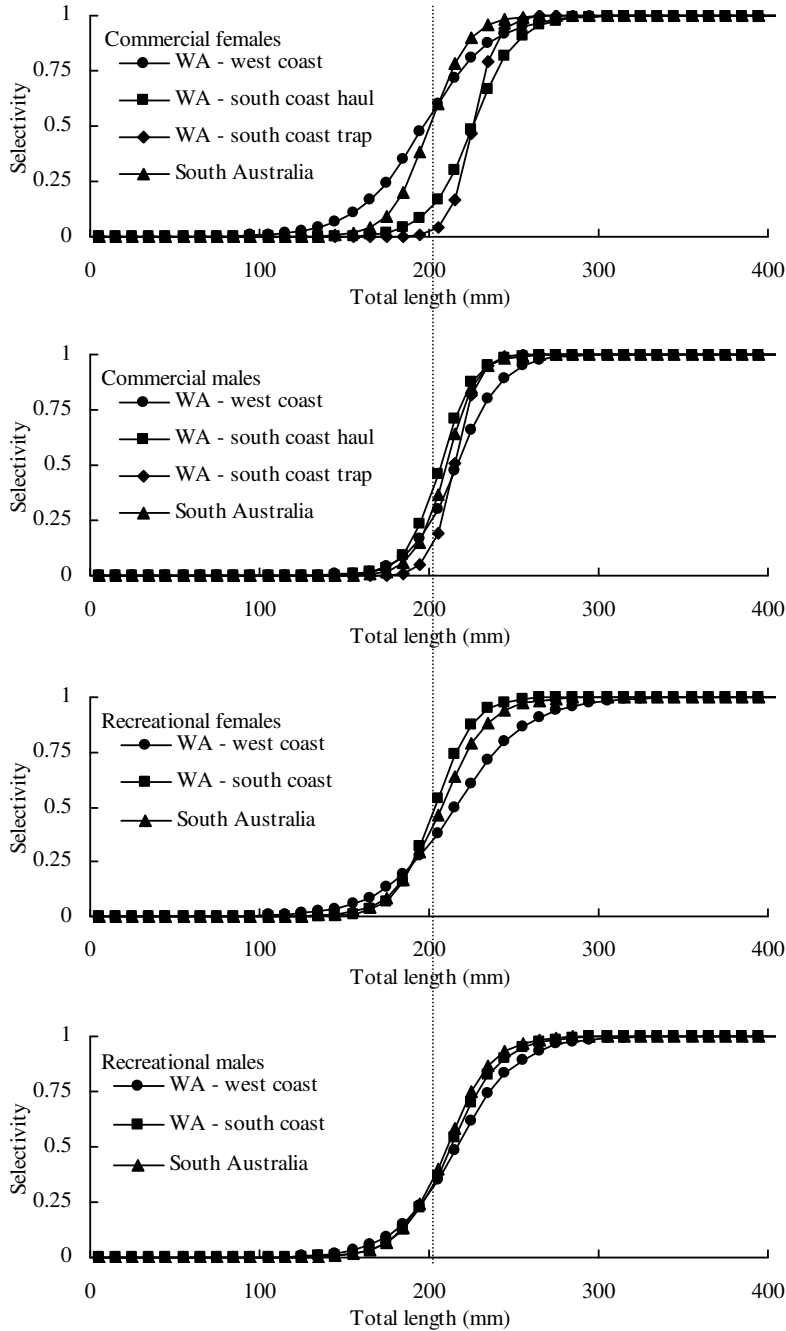 Commercial females
WA - west coast
WA - south coast haul
WA - south coast trap
South Australia
Selectivity
1
0.75
0.5
0.25
0
0 100 200 300 400
Total length (mm)
Commercial males
WA - west coast
WA - south coast haul
WA - south coast trap
South Australia
Selectivity
1
0.75
0.5
0.25
0
0 100 200 300 400
Total length (mm)
Recreational females
WA - west coast
WA - south coast
South Australia
Selectivity
1
0.75
0.5
0.25
0
0 100 200 300 400
Total length (mm)
Recreational males
WA - west coast
WA - south coast
South Australia
Selectivity
1
0.75
0.5
0.25
0
0 100 200 300 400
Total length (mm)